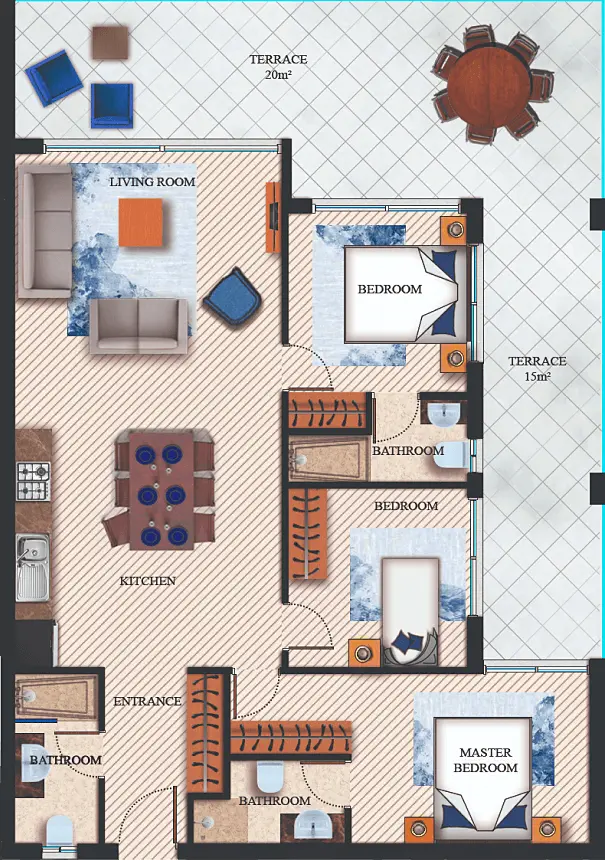 TERRACE
20m²
LIVING ROOM
BEDROOM
TERRACE
15m²
BATHROOM
BEDROOM
KITCHEN
ENTRANCE
BATHROOM
MASTER
BEDROOM
BATHROOM